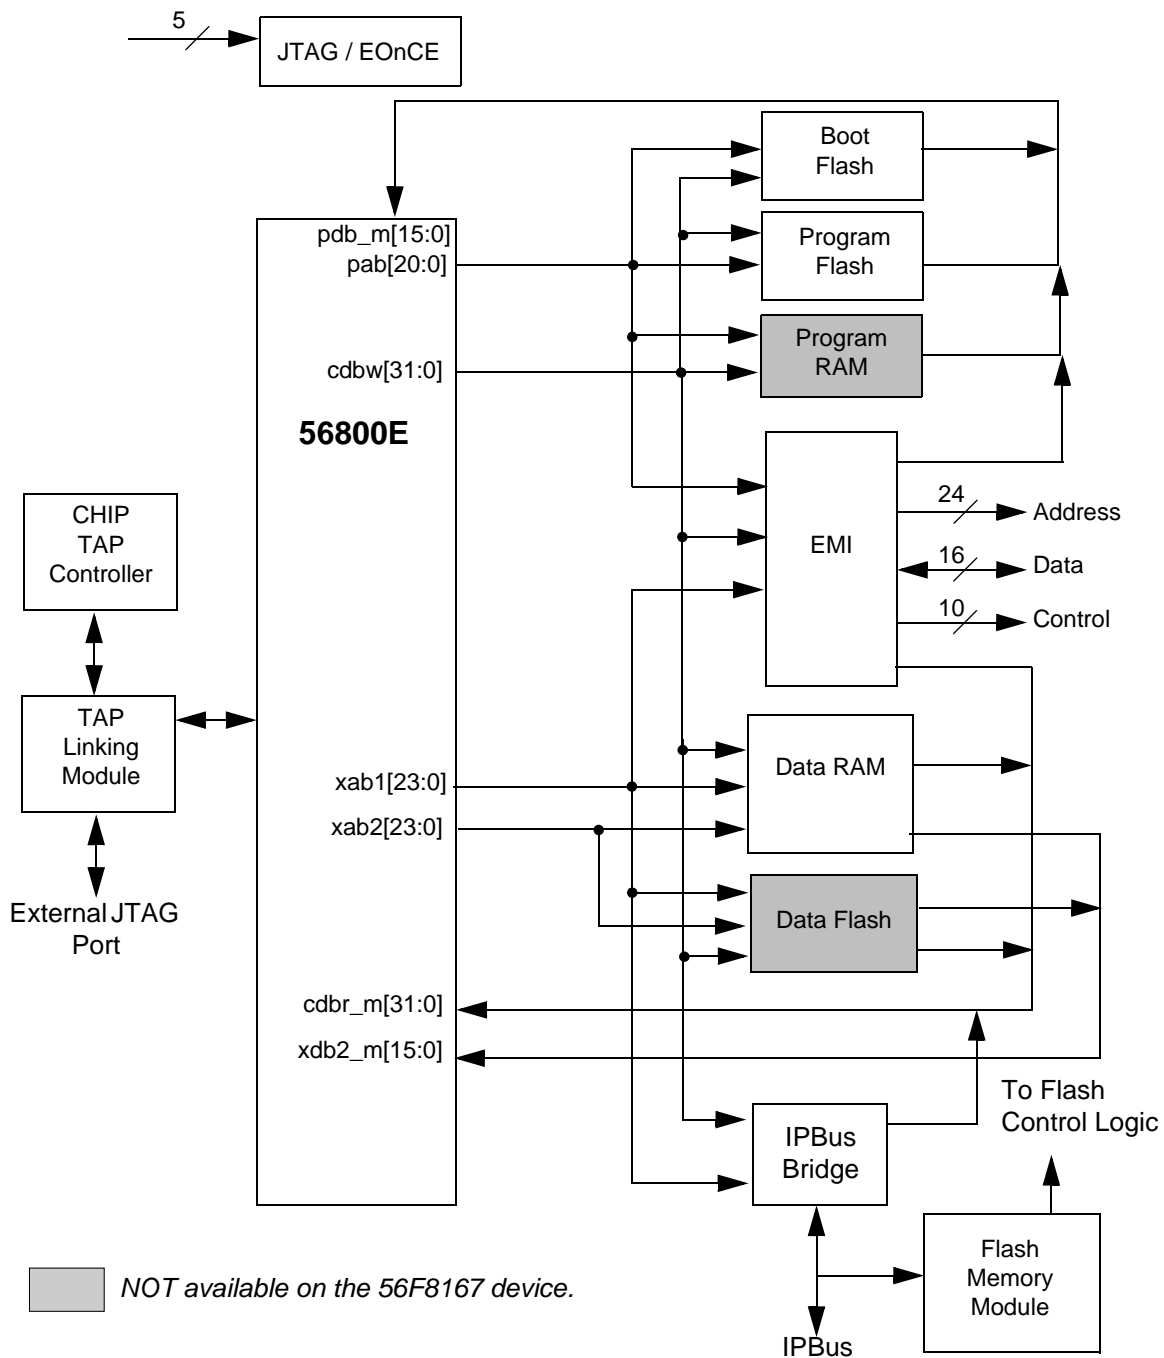 5
JTAG / EOnCE
Boot
Flash
pdb_m[15:0]
pab[20:0]
Program
Flash
cdbw[31:0]
Program
RAM
56800E
CHIP
TAP
Controller
EMI
24
Address
16
Data
10
Control
TAP
Linking
Module
xab1[23:0]
xab2[23:0]
Data RAM
External JTAG
Port
Data Flash
cdbr_m[31:0]
xdb2_m[15:0]
To Flash
Control Logic
IPBus
Bridge
Flash
Memory
Module
NOT available on the 56F8167 device.
IPBus